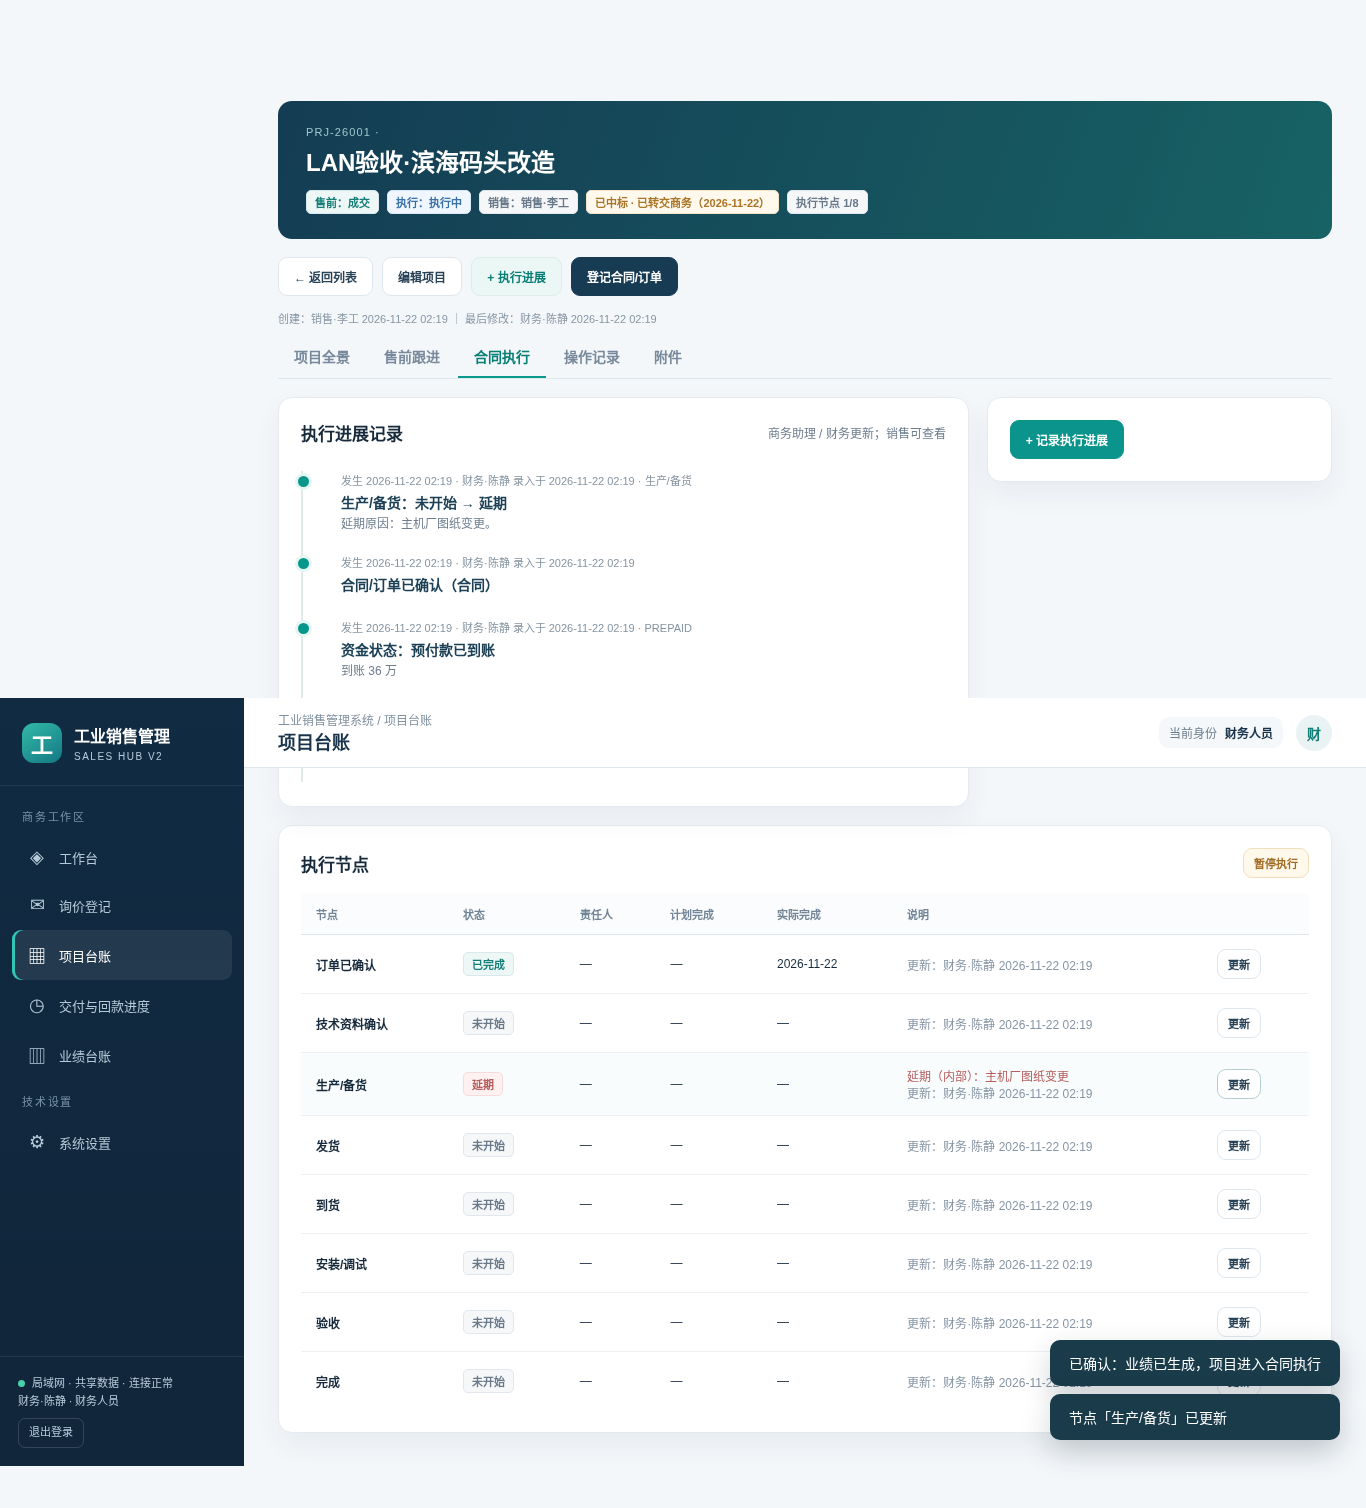 PRJ-26001 ·
LAN验收·滨海码头改造
售前：成交
执行：执行中
销售：销售·李工
已中标 · 已转交商务（2026-11-22）
执行节点 1/8
← 返回列表
编辑项目
+ 执行进展
登记合同/订单
创建：销售·李工 2026-11-22 02:19 ｜ 最后修改：财务·陈静 2026-11-22 02:19
项目全景
售前跟进
合同执行
操作记录
附件
执行进展记录
商务助理 / 财务更新；销售可查看
发生 2026-11-22 02:19 · 财务·陈静 录入于 2026-11-22 02:19 · 生产/备货
生产/备货：未开始 → 延期
延期原因：主机厂图纸变更。
发生 2026-11-22 02:19 · 财务·陈静 录入于 2026-11-22 02:19
合同/订单已确认（合同）
发生 2026-11-22 02:19 · 财务·陈静 录入于 2026-11-22 02:19 · PREPAID
资金状态：预付款已到账
到账 36 万
+ 记录执行进展
工
工业销售管理
SALES HUB V2
商务工作区
工作台
询价登记
项目台账
交付与回款进度
业绩台账
技术设置
系统设置
局域网 · 共享数据 · 连接正常
财务·陈静 · 财务人员
退出登录
工业销售管理系统 / 项目台账
项目台账
当前身份 财务人员
财
执行节点
暂停执行
节点 状态 责任人 计划完成 实际完成 说明
订单已确认 已完成 — — 2026-11-22 更新：财务·陈静 2026-11-22 02:19 更新
技术资料确认 未开始 — — — 更新：财务·陈静 2026-11-22 02:19 更新
生产/备货 延期 — — — 延期（内部）：主机厂图纸变更
更新：财务·陈静 2026-11-22 02:19 更新
发货 未开始 — — — 更新：财务·陈静 2026-11-22 02:19 更新
到货 未开始 — — — 更新：财务·陈静 2026-11-22 02:19 更新
安装/调试 未开始 — — — 更新：财务·陈静 2026-11-22 02:19 更新
验收 未开始 — — — 更新：财务·陈静 2026-11-22 02:19 更新
完成 未开始 — — — 更新：财务·陈静
已确认：业绩已生成，项目进入合同执行
节点「生产/备货」已更新